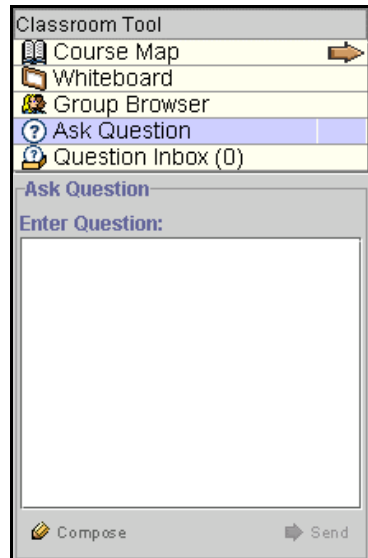 Classroom Tool
Course Map
Whiteboard
Group Browser
Ask Question
Question Inbox (0)
Ask Question
Enter Question:
Compose Send